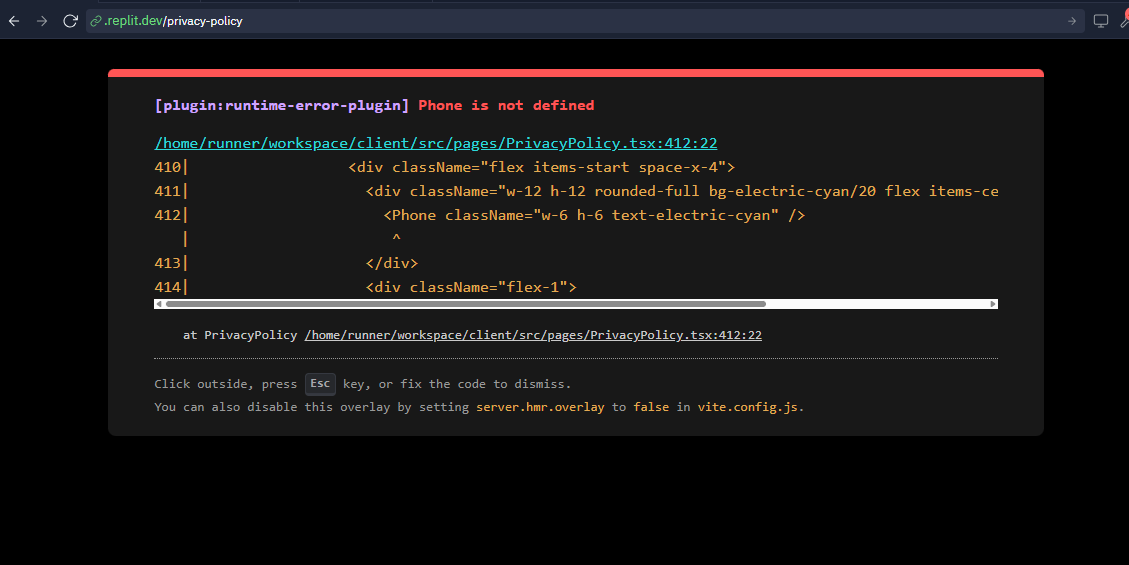 .replit.dev/privacy-policy
[plugin:runtime-error-plugin] Phone is not defined
/home/runner/workspace/client/src/pages/PrivacyPolicy.tsx:412:22
410|                  <div className="flex items-start space-x-4">
411|                    <div className="w-12 h-12 rounded-full bg-electric-cyan/20 flex items-ce
412|                      <Phone className="w-6 h-6 text-electric-cyan" />
   |                       ^
413|                    </div>
414|                    <div className="flex-1">
at PrivacyPolicy /home/runner/workspace/client/src/pages/PrivacyPolicy.tsx:412:22
Click outside, press Esc key, or fix the code to dismiss.
You can also disable this overlay by setting server.hmr.overlay to false in vite.config.js.